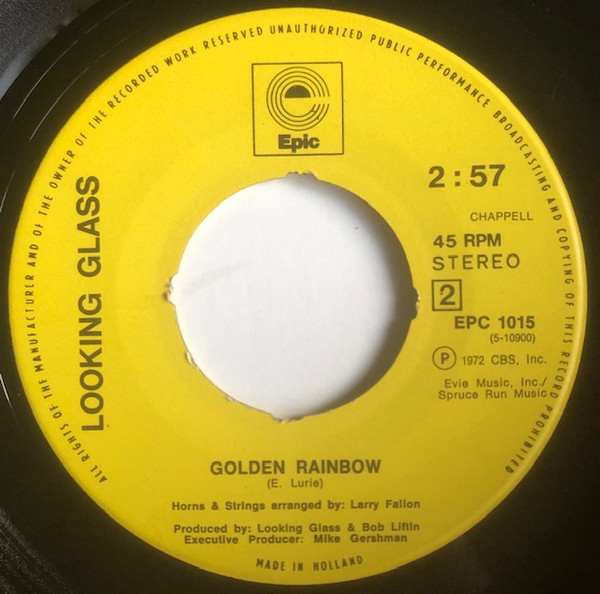 ALL RIGHTS OF THE MANUFACTURER AND OF THE OWNER OF THE RECORDED WORK RESERVED UNAUTHORIZED PUBLIC PERFORMANCE BROADCASTING AND COPYING OF THIS RECORD PROHIBITED
Epic
LOOKING GLASS
2:57
CHAPPELL
45 RPM
STEREO
2
EPC 1015
(5-10900)
Ⓟ 1972 CBS, Inc.
Evie Music, Inc./
Spruce Run Music
GOLDEN RAINBOW
(E. Lurie)
Horns & Strings arranged by: Larry Fallon
Produced by: Looking Glass & Bob Liftin
Executive Producer: Mike Gershman
MADE IN HOLLAND